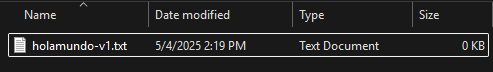 Name Date modified Type Size
holamundo-v1.txt 5/4/2025 2:19 PM Text Document 0 KB